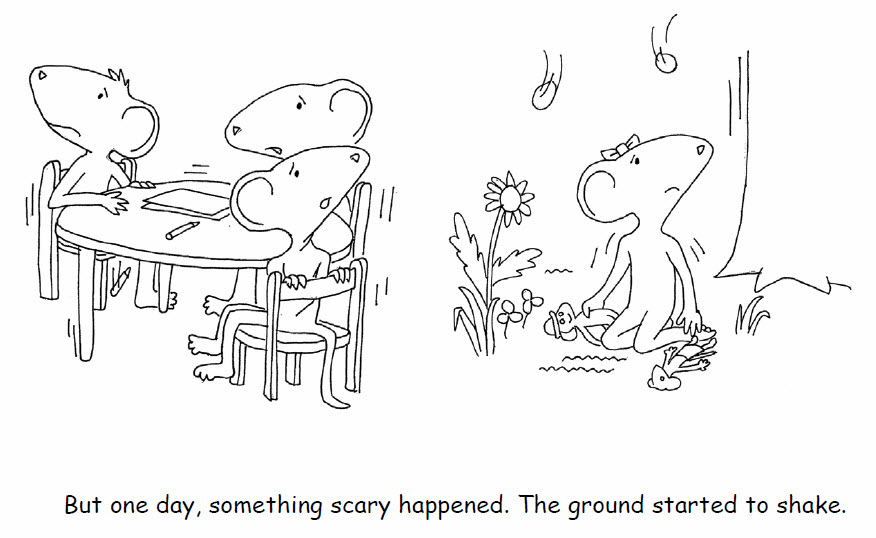 But one day, something scary happened. The ground started to shake.